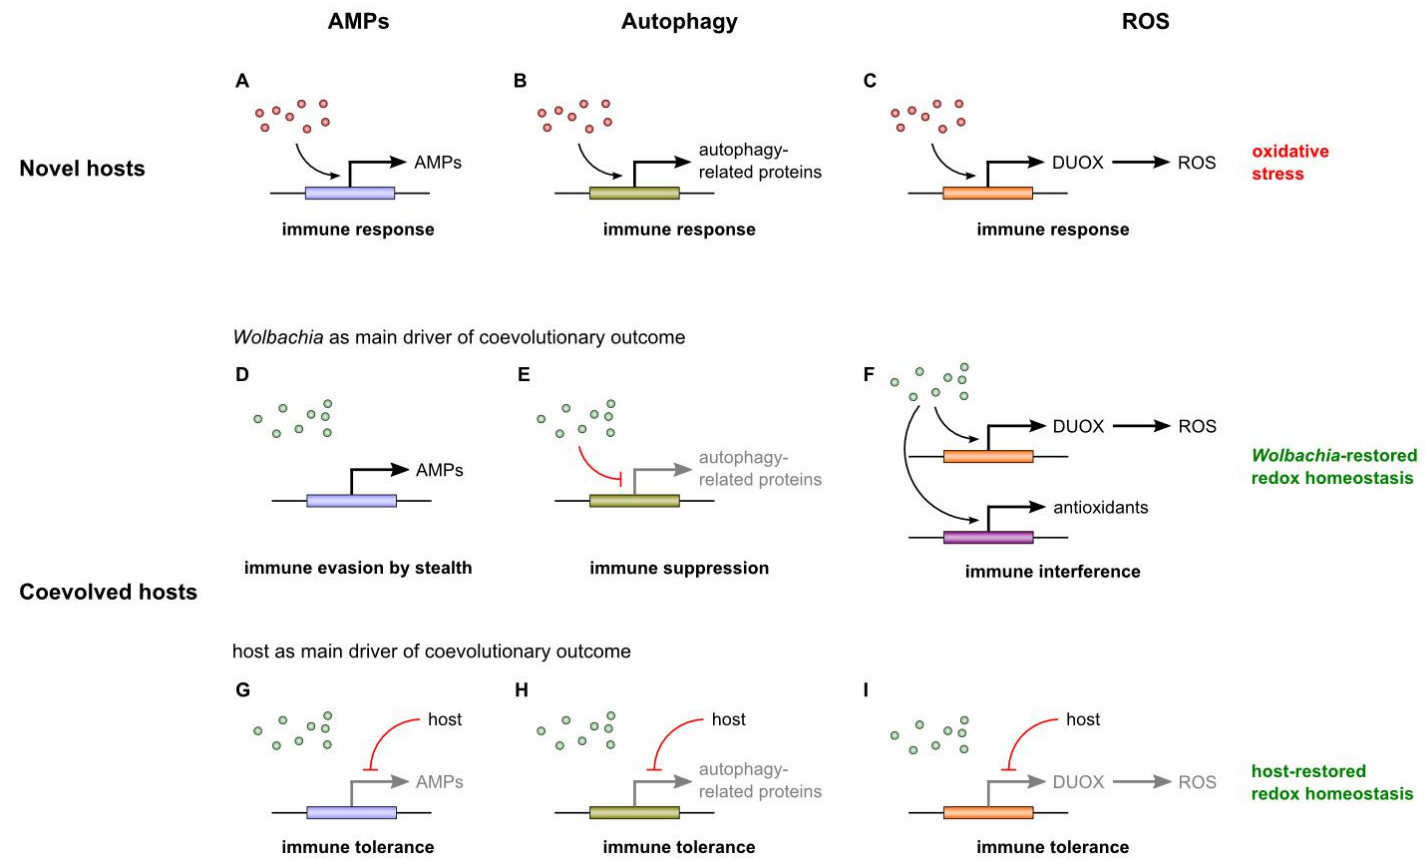 AMPs
Autophagy
ROS
Novel hosts
A
AMPs
immune response
B
autophagy-
related proteins
immune response
C
DUOX
ROS
immune response
oxidative
stress
Coevolved hosts
Wolbachia as main driver of coevolutionary outcome
D
AMPs
immune evasion by stealth
E
autophagy-
related proteins
immune suppression
F
DUOX
ROS
antioxidants
immune interference
Wolbachia-restored
redox homeostasis
host as main driver of coevolutionary outcome
G
host
AMPs
immune tolerance
H
host
autophagy-
related proteins
immune tolerance
I
host
DUOX
ROS
immune tolerance
host-restored
redox homeostasis